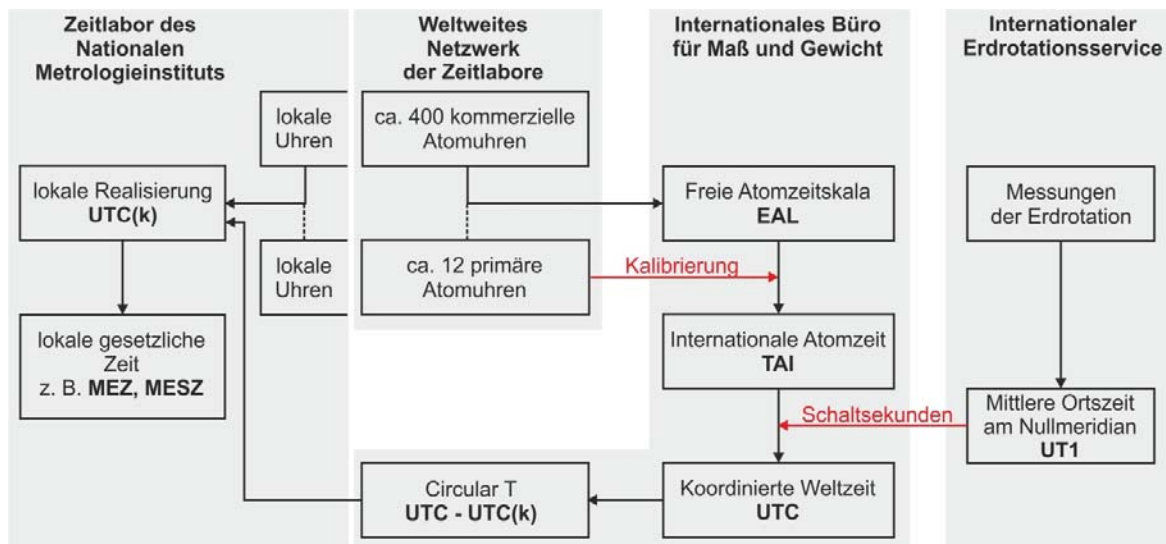 Zeitlabor des
Nationalen
Metrologieinstituts
Weltweites
Netzwerk
der Zeitlabore
Internationales Büro
für Maß und Gewicht
Internationaler
Erdrotationsservice
lokale
Uhren
ca. 400 kommerzielle
Atomuhren
lokale Realisierung
UTC(k)
Freie Atomzeitskala
EAL
Messungen
der Erdrotation
lokale
Uhren
ca. 12 primäre
Atomuhren
Kalibrierung
lokale gesetzliche
Zeit
z. B. MEZ, MESZ
Internationale Atomzeit
TAI
Schaltsekunden
Mittlere Ortszeit
am Nullmeridian
UT1
Circular T
UTC - UTC(k)
Koordinierte Weltzeit
UTC